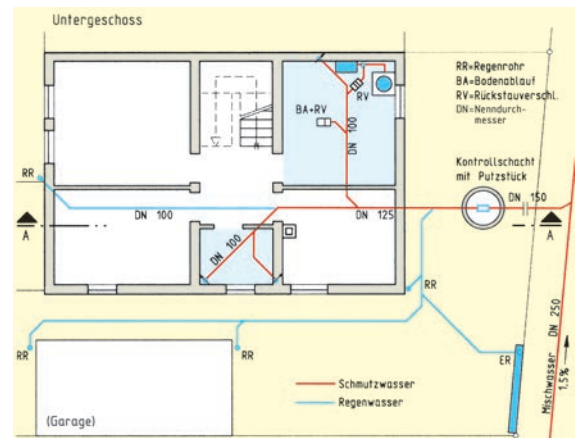 Untergeschoss
RR=Regenrohr
BA=Bodenablauf
RV=Rückstauverschl.
DN=Nenndurch-
messer
RV
BA+RV
DN 100
Kontrollschacht
mit Putzstück
DN 150
RR
DN 100
DN 125
A
A
DN 100
RR
RR
RR
ER
Mischwasser DN 250
1,5%
Schmutzwasser
Regenwasser
(Garage)